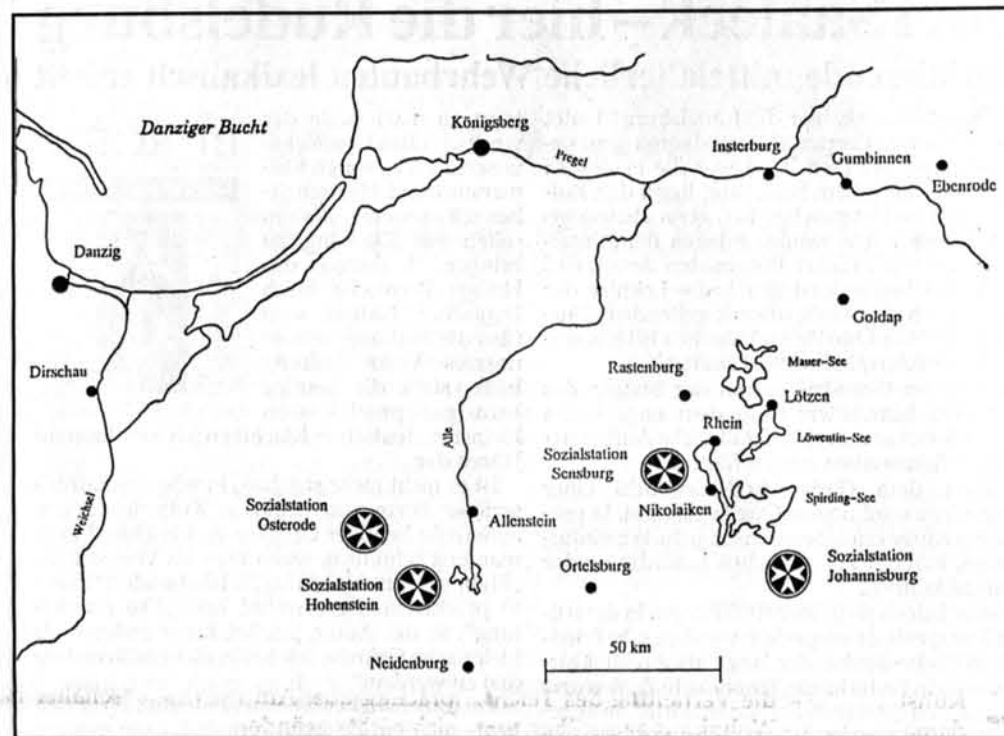 Danziger Bucht
Königsberg
Pregel
Insterburg
Gumbinnen
Ebenrode
Danzig
Goldap
Dirschau
Mauer-See
Rastenburg
Lötzen
Rhein
Löwentin-See
Alle
Sozialstation
Sensburg
Weichsel
Spirding-See
Nikolaiken
Sozialstation
Osterode
Allenstein
Sozialstation
Hohenstein
Ortelsburg
Sozialstation
Johannisburg
50 km
Neidenburg